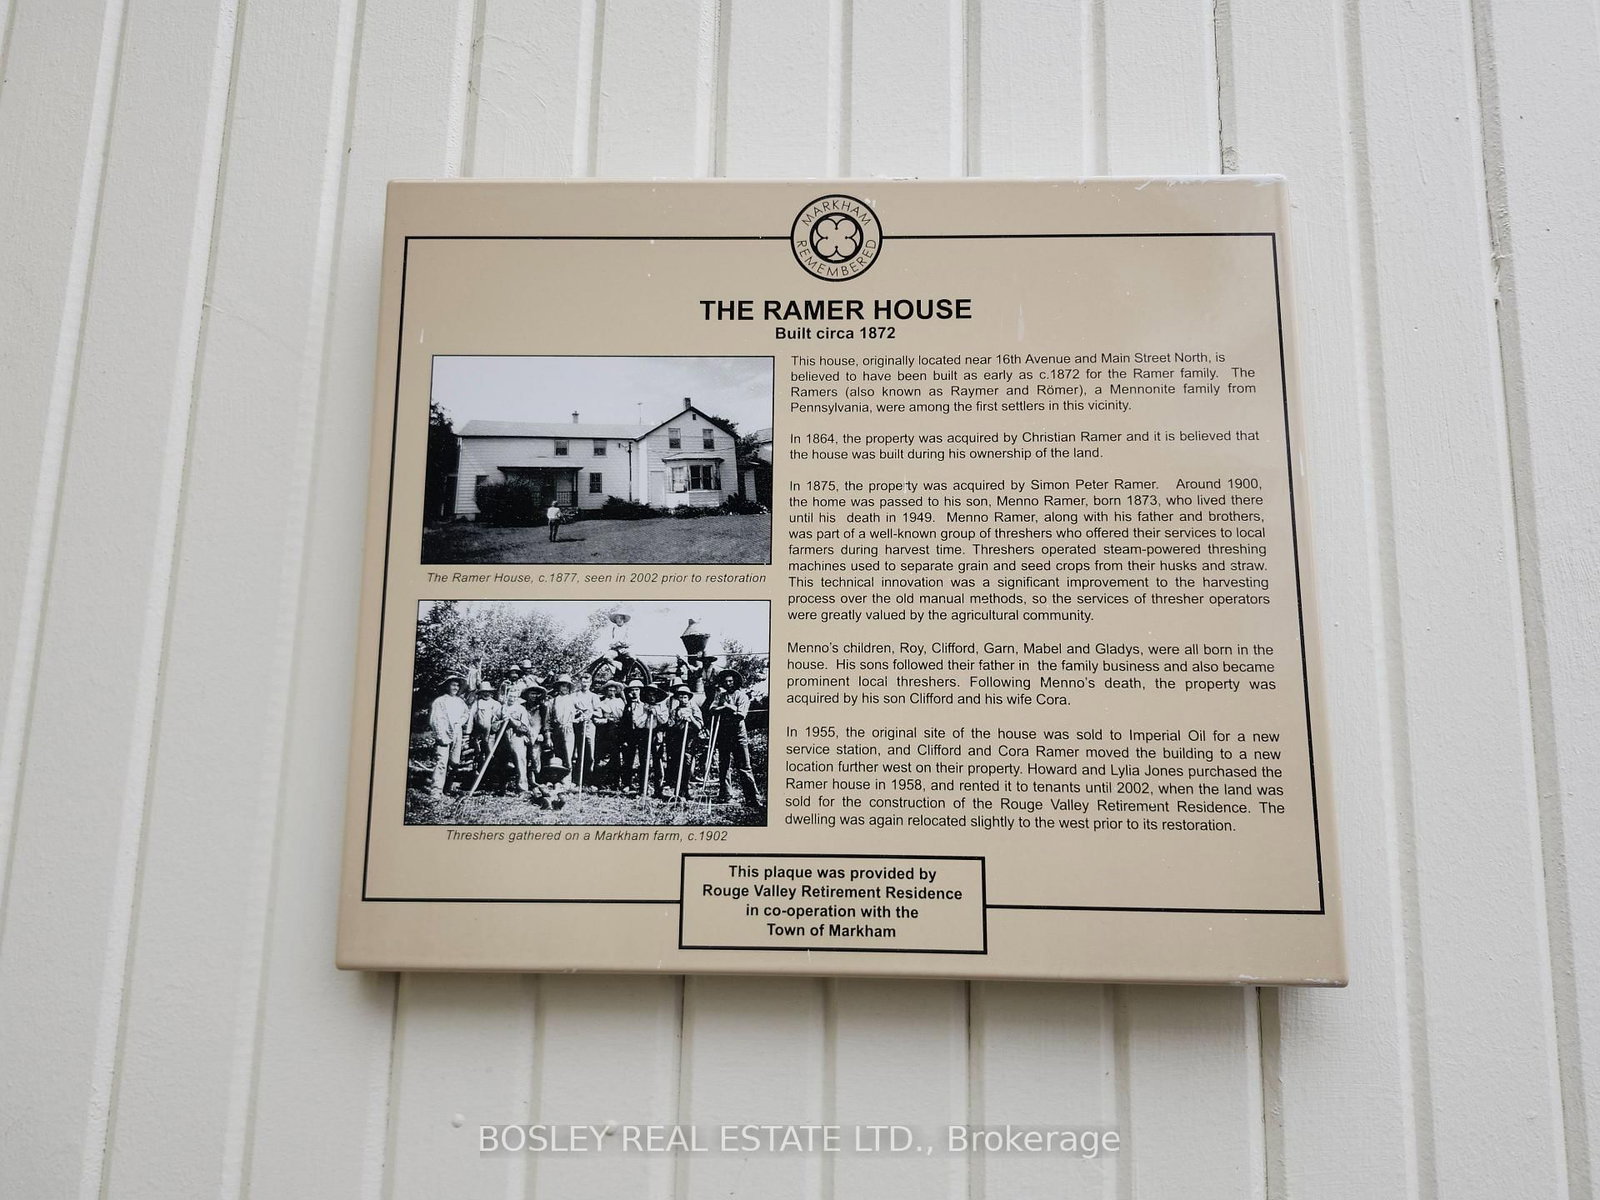 MARKHAM
REMEMBERED
THE RAMER HOUSE
Built circa 1872
The Ramer House, c.1877, seen in 2002 prior to restoration
Threshers gathered on a Markham farm, c.1902
This house, originally located near 16th Avenue and Main Street North, is
believed to have been built as early as c.1872 for the Ramer family. The
Ramers (also known as Raymer and Römer), a Mennonite family from
Pennsylvania, were among the first settlers in this vicinity.
In 1864, the property was acquired by Christian Ramer and it is believed that
the house was built during his ownership of the land.
In 1875, the property was acquired by Simon Peter Ramer. Around 1900,
the home was passed to his son, Menno Ramer, born 1873, who lived there
until his death in 1949. Menno Ramer, along with his father and brothers,
was part of a well-known group of threshers who offered their services to local
farmers during harvest time. Threshers operated steam-powered threshing
machines used to separate grain and seed crops from their husks and straw.
This technical innovation was a significant improvement to the harvesting
process over the old manual methods, so the services of thresher operators
were greatly valued by the agricultural community.
Menno's children, Roy, Clifford, Garn, Mabel and Gladys, were all born in the
house. His sons followed their father in the family business and also became
prominent local threshers. Following Menno's death, the property was
acquired by his son Clifford and his wife Cora.
In 1955, the original site of the house was sold to Imperial Oil for a new
service station, and Clifford and Cora Ramer moved the building to a new
location further west on their property. Howard and Lylia Jones purchased the
Ramer house in 1958, and rented it to tenants until 2002, when the land was
sold for the construction of the Rouge Valley Retirement Residence. The
dwelling was again relocated slightly to the west prior to its restoration.
This plaque was provided by
Rouge Valley Retirement Residence
in co-operation with the
Town of Markham
BOSLEY REAL ESTATE LTD., Brokerage